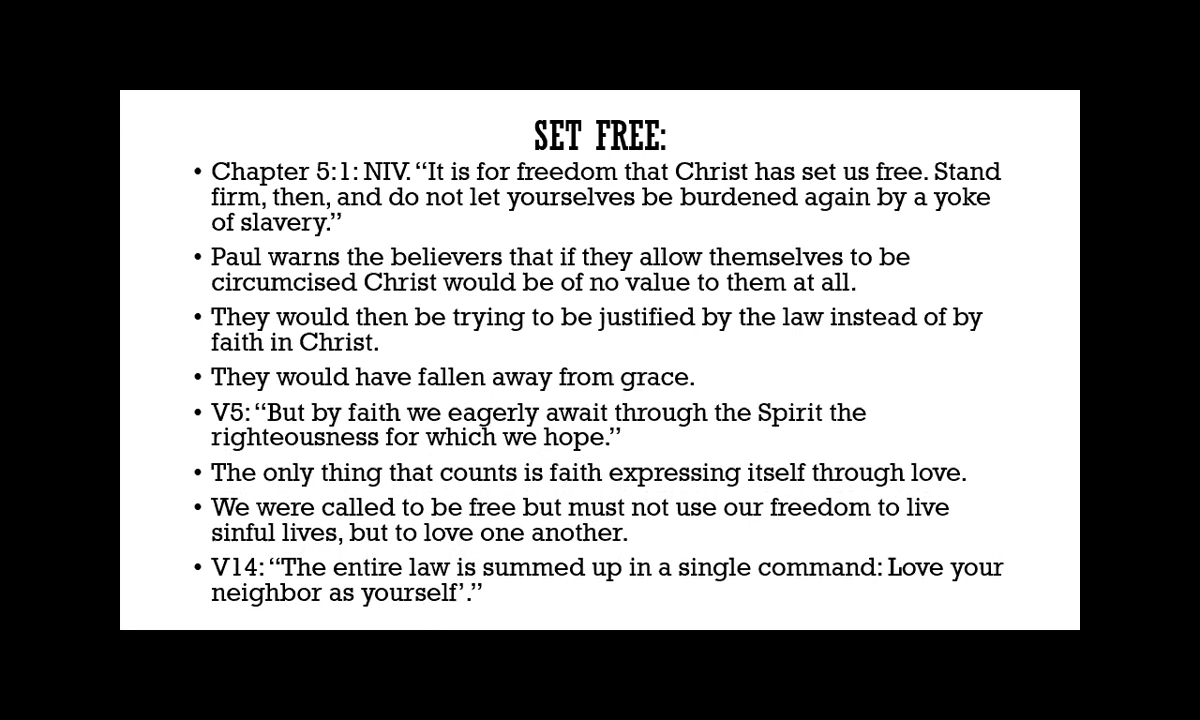 SET FREE:
• Chapter 5:1: NIV. “It is for freedom that Christ has set us free. Stand
firm, then, and do not let yourselves be burdened again by a yoke
of slavery.”
• Paul warns the believers that if they allow themselves to be
circumcised Christ would be of no value to them at all.
• They would then be trying to be justified by the law instead of by
faith in Christ.
• They would have fallen away from grace.
• V5: “But by faith we eagerly await through the Spirit the
righteousness for which we hope.”
• The only thing that counts is faith expressing itself through love.
• We were called to be free but must not use our freedom to live
sinful lives, but to love one another.
• V14: “The entire law is summed up in a single command: Love your
neighbor as yourself’.”